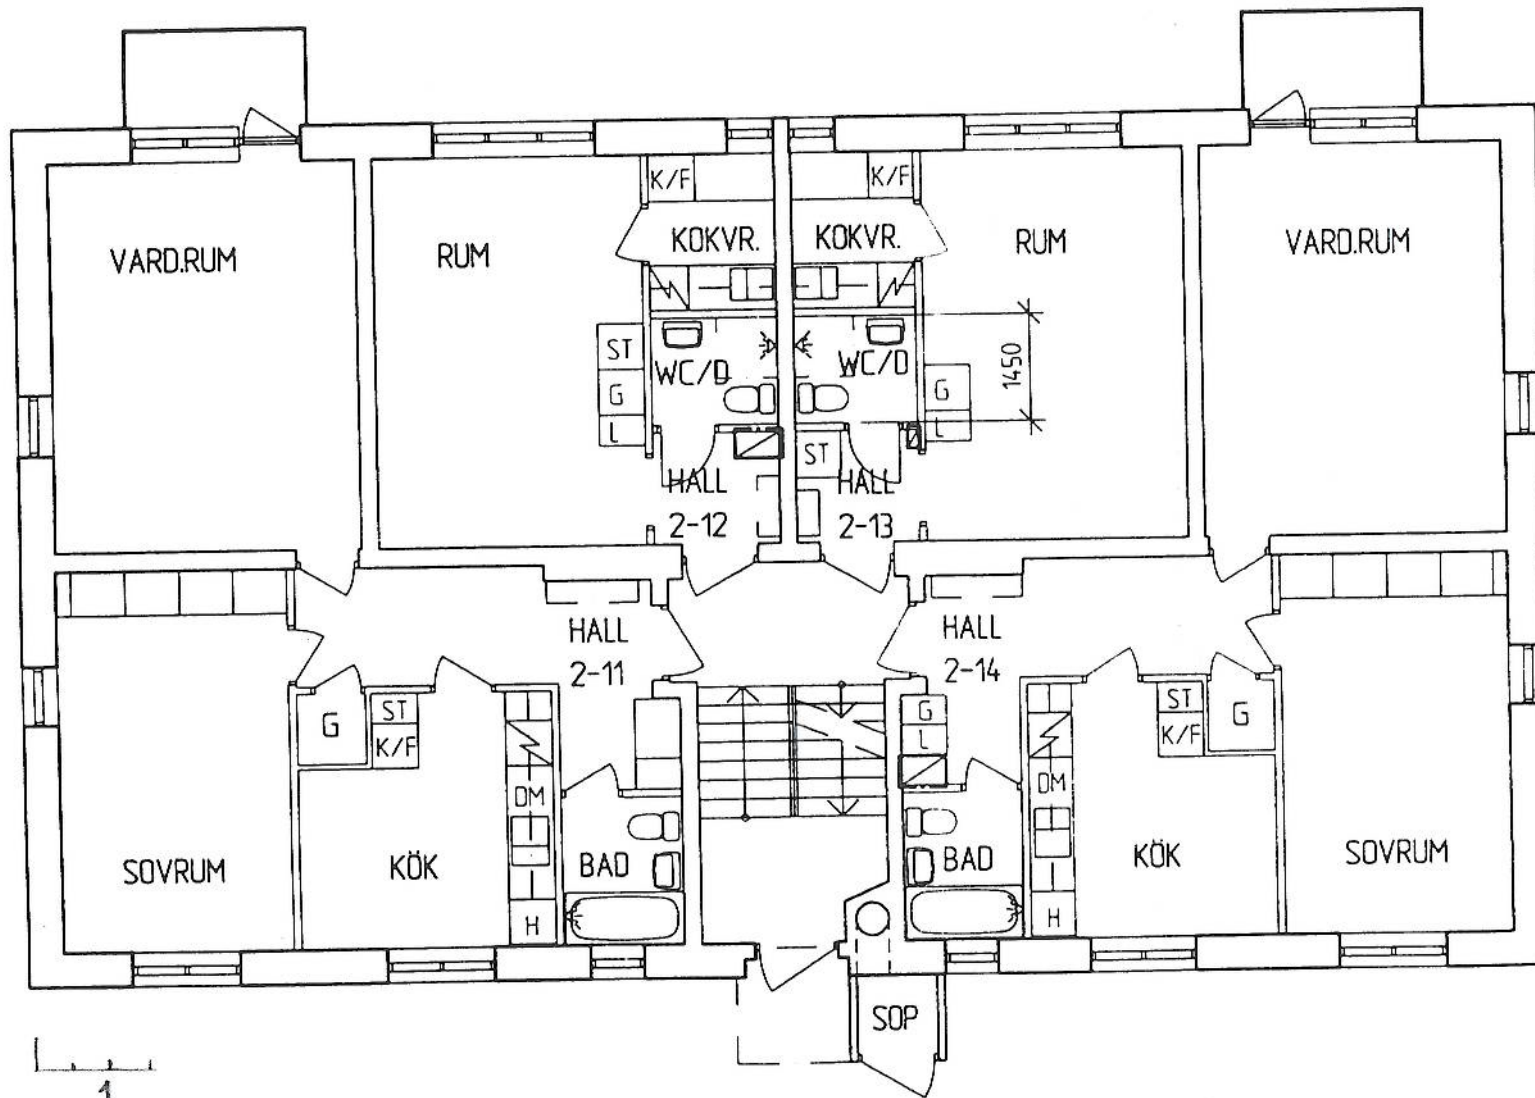 K/F
K/F
VARD.RUM
RUM
KOKVR.
KOKVR.
RUM
VARD.RUM
ST
G
L
WC/D
WC/D
G
L
1450
ST
HALL
2-12
HALL
2-13
HALL
2-11
HALL
2-14
G
ST
K/F
G
L
ST
K/F
G
DM
DM
SOVRUM
KÖK
BAD
BAD
KÖK
SOVRUM
H
H
SOP
1